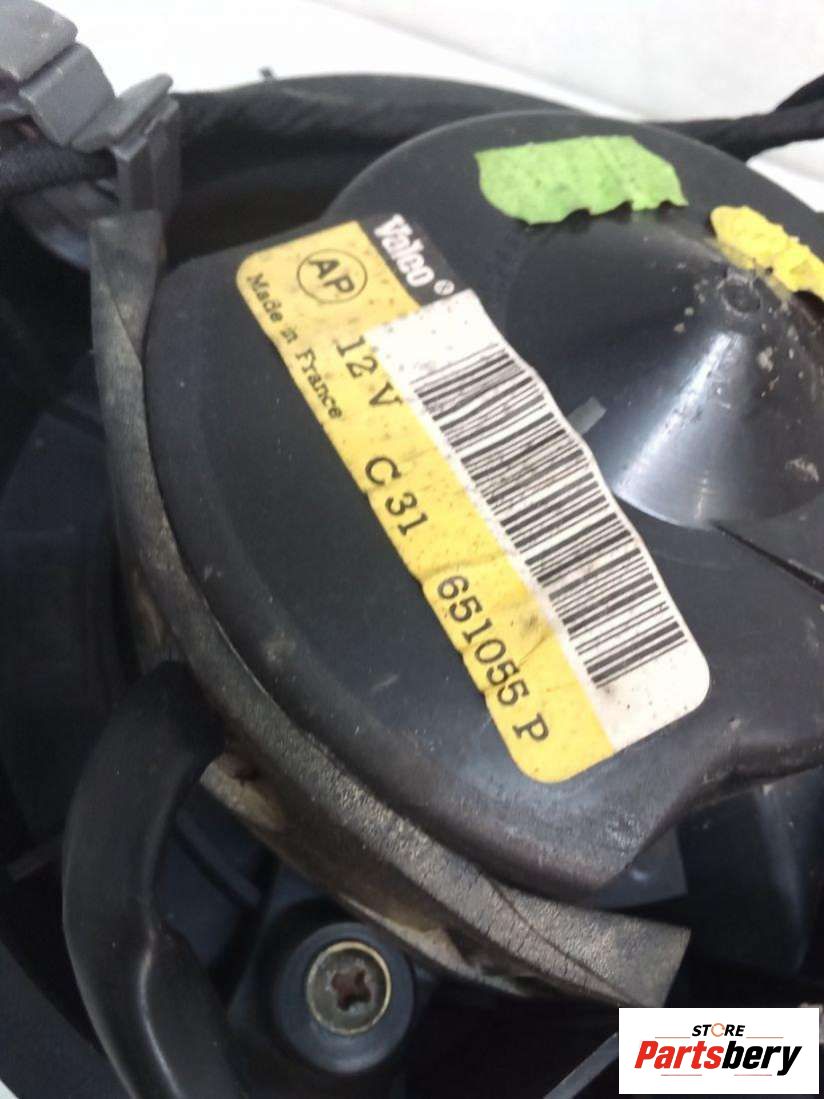 Valeo ®
AP
Made in France
12 V C 31 651055 P
STORE
Partsbery